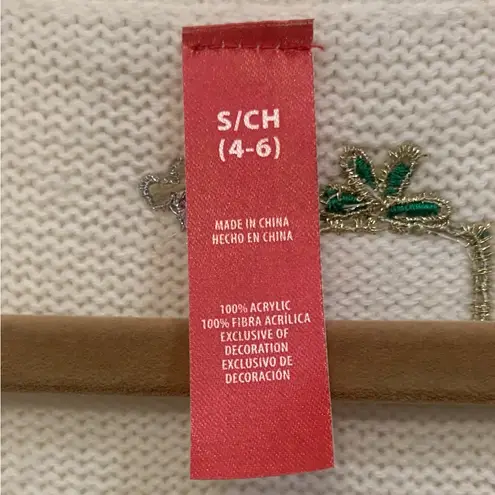 S/CH
(4-6)
MADE IN CHINA
HECHO EN CHINA
100% ACRYLIC
100% FIBRA ACRÍLICA
EXCLUSIVE OF
DECORATION
EXCLUSIVO DE
DECORACIÓN